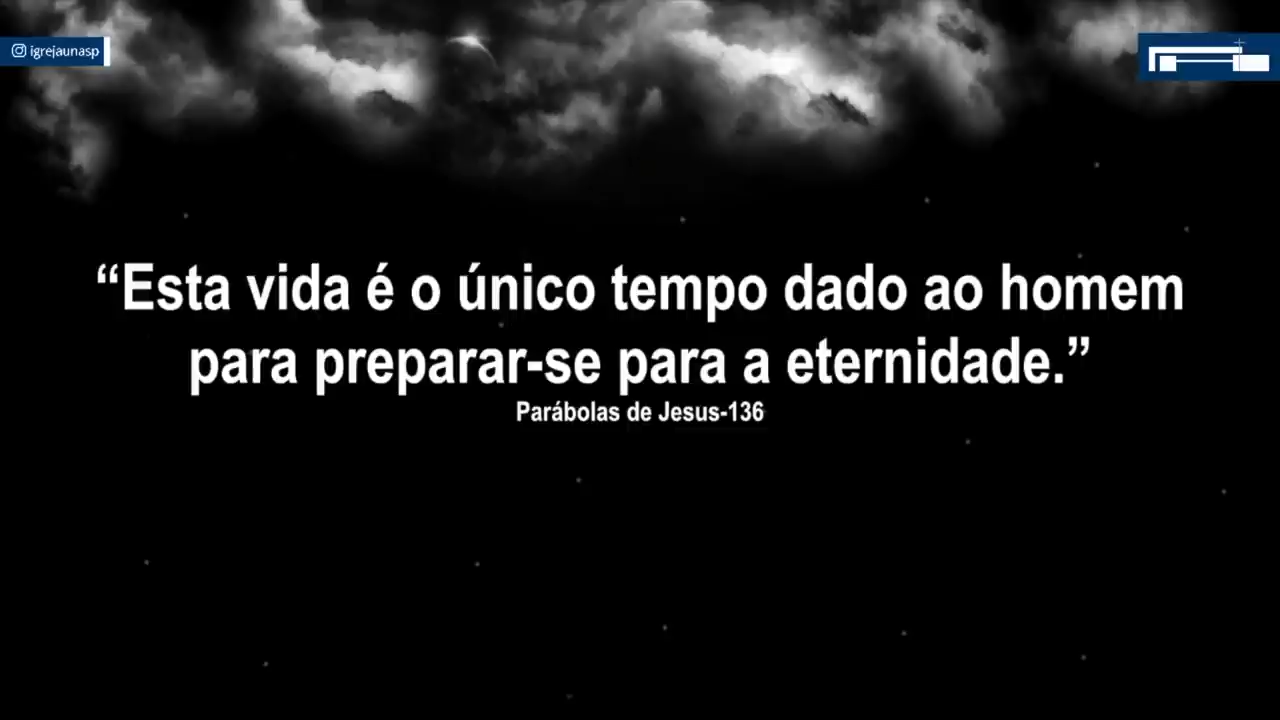 igrejaunasp
“Esta vida é o único tempo dado ao homem
para preparar-se para a eternidade.”
Parábolas de Jesus-136